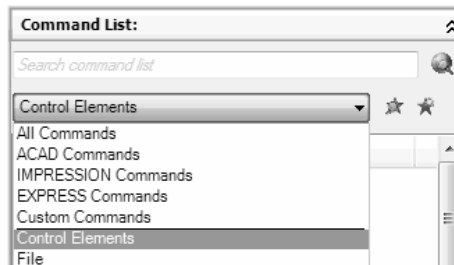 Command List:
Search command list
Control Elements
All Commands
ACAD Commands
IMPRESSION Commands
EXPRESS Commands
Custom Commands
Control Elements
File